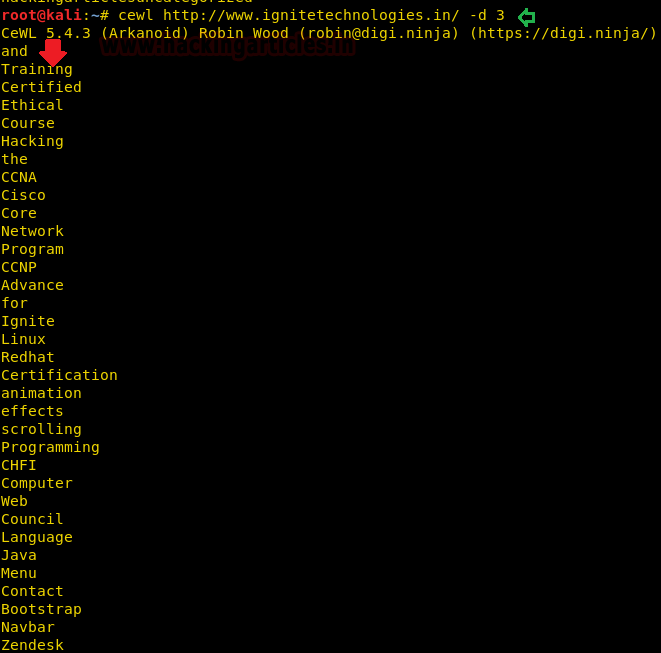 root@kali:~# cewl http://www.ignitetechnologies.in/ -d 3
CeWL 5.4.3 (Arkanoid) Robin Wood (robin@digi.ninja) (https://digi.ninja/)
www.hackingarticles.in
and
Training
Certified
Ethical
Course
Hacking
the
CCNA
Cisco
Core
Network
Program
CCNP
Advance
for
Ignite
Linux
Redhat
Certification
animation
effects
scrolling
Programming
CHFI
Computer
Web
Council
Language
Java
Menu
Contact
Bootstrap
Navbar
Zendesk